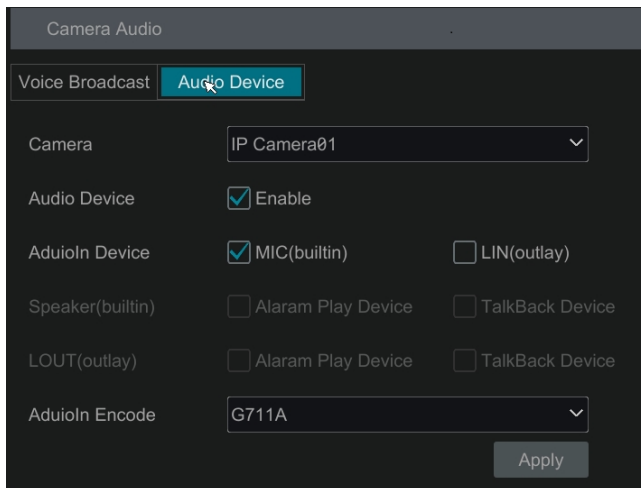 Camera Audio
Voice Broadcast Audio Device
Camera IP Camera01
Audio Device Enable
AduioIn Device MIC(builtin) LIN(outlay)
Speaker(builtin) Alaram Play Device TalkBack Device
LOUT(outlay) Alaram Play Device TalkBack Device
AduioIn Encode G711A
Apply